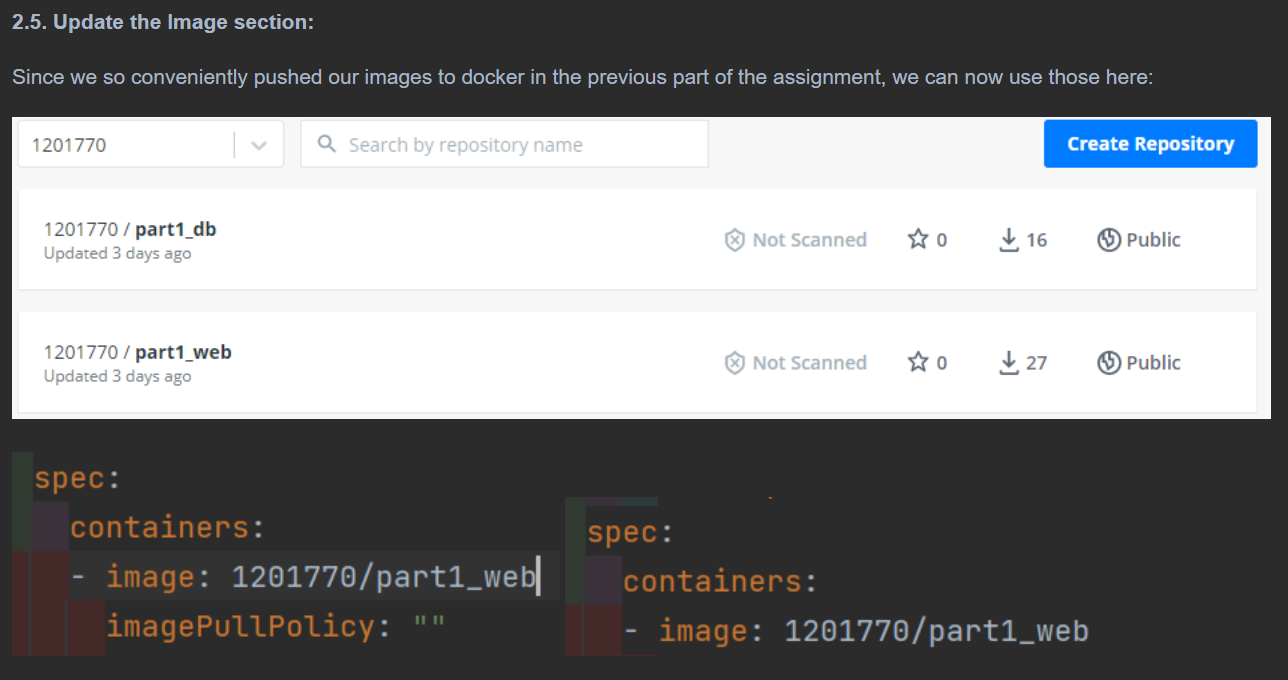 2.5. Update the Image section:
Since we so conveniently pushed our images to docker in the previous part of the assignment, we can now use those here:
1201770 Search by repository name Create Repository
1201770 / part1_db
Updated 3 days ago
Not Scanned 0 16 Public
1201770 / part1_web
Updated 3 days ago
Not Scanned 0 27 Public
spec:
containers:
- image: 1201770/part1_web
imagePullPolicy: ""
spec:
containers:
- image: 1201770/part1_web